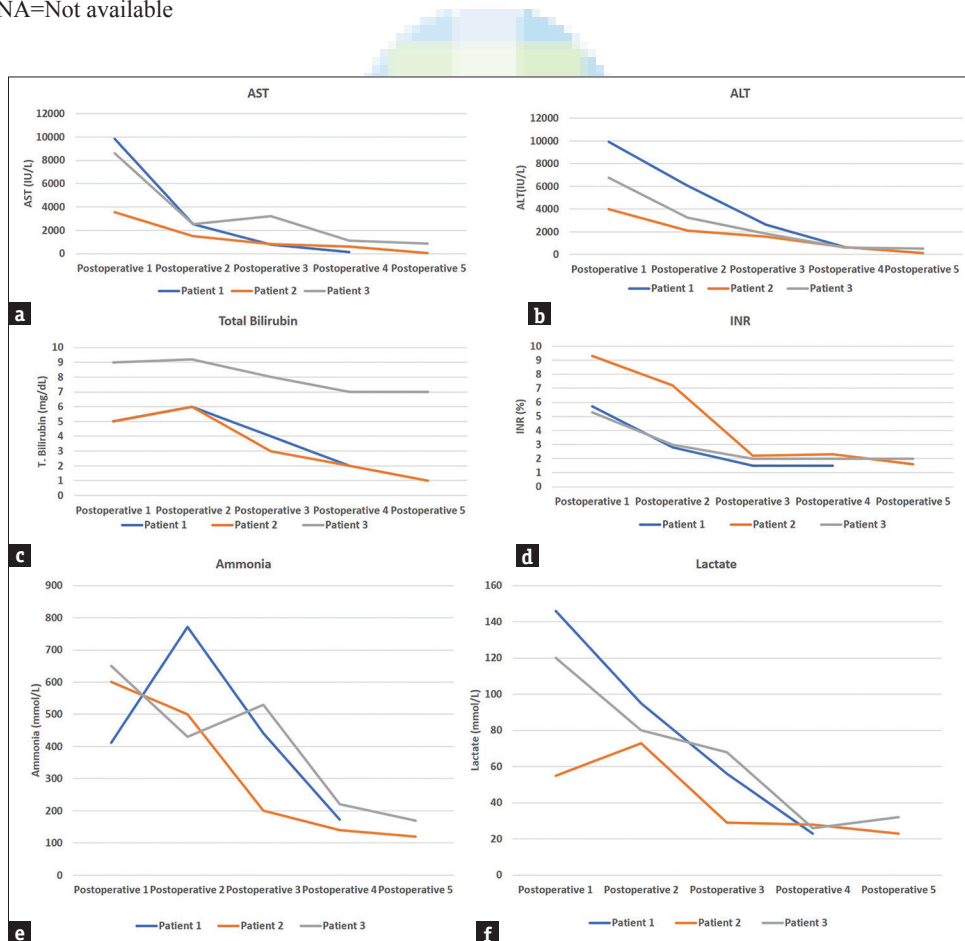 NA=Not available
AST
12000
10000
8000
6000
4000
2000
0
AST (IU/L)
Postoperative 1 Postoperative 2 Postoperative 3 Postoperative 4 Postoperative 5
Patient 1 Patient 2 Patient 3
a
ALT
12000
10000
8000
6000
4000
2000
0
ALT(IU/L)
Postoperative 1 Postoperative 2 Postoperative 3 Postoperative 4 Postoperative 5
Patient 1 Patient 2 Patient 3
b
Total Bilirubin
10
9
8
7
6
5
4
3
2
1
0
T. Bilirubin (mg/dL)
Postoperative 1 Postoperative 2 Postoperative 3 Postoperative 4 Postoperative 5
Patient 1 Patient 2 Patient 3
c
INR
10
9
8
7
6
5
4
3
2
1
0
INR (%)
Postoperative 1 Postoperative 2 Postoperative 3 Postoperative 4 Postoperative 5
Patient 1 Patient 2 Patient 3
d
Ammonia
900
800
700
600
500
400
300
200
100
0
Ammonia (mmol/L)
Postoperative 1 Postoperative 2 Postoperative 3 Postoperative 4 Postoperative 5
Patient 1 Patient 2 Patient 3
e
Lactate
160
140
120
100
80
60
40
20
0
Lactate (mmol/L)
Postoperative 1 Postoperative 2 Postoperative 3 Postoperative 4 Postoperative 5
Patient 1 Patient 2 Patient 3
f